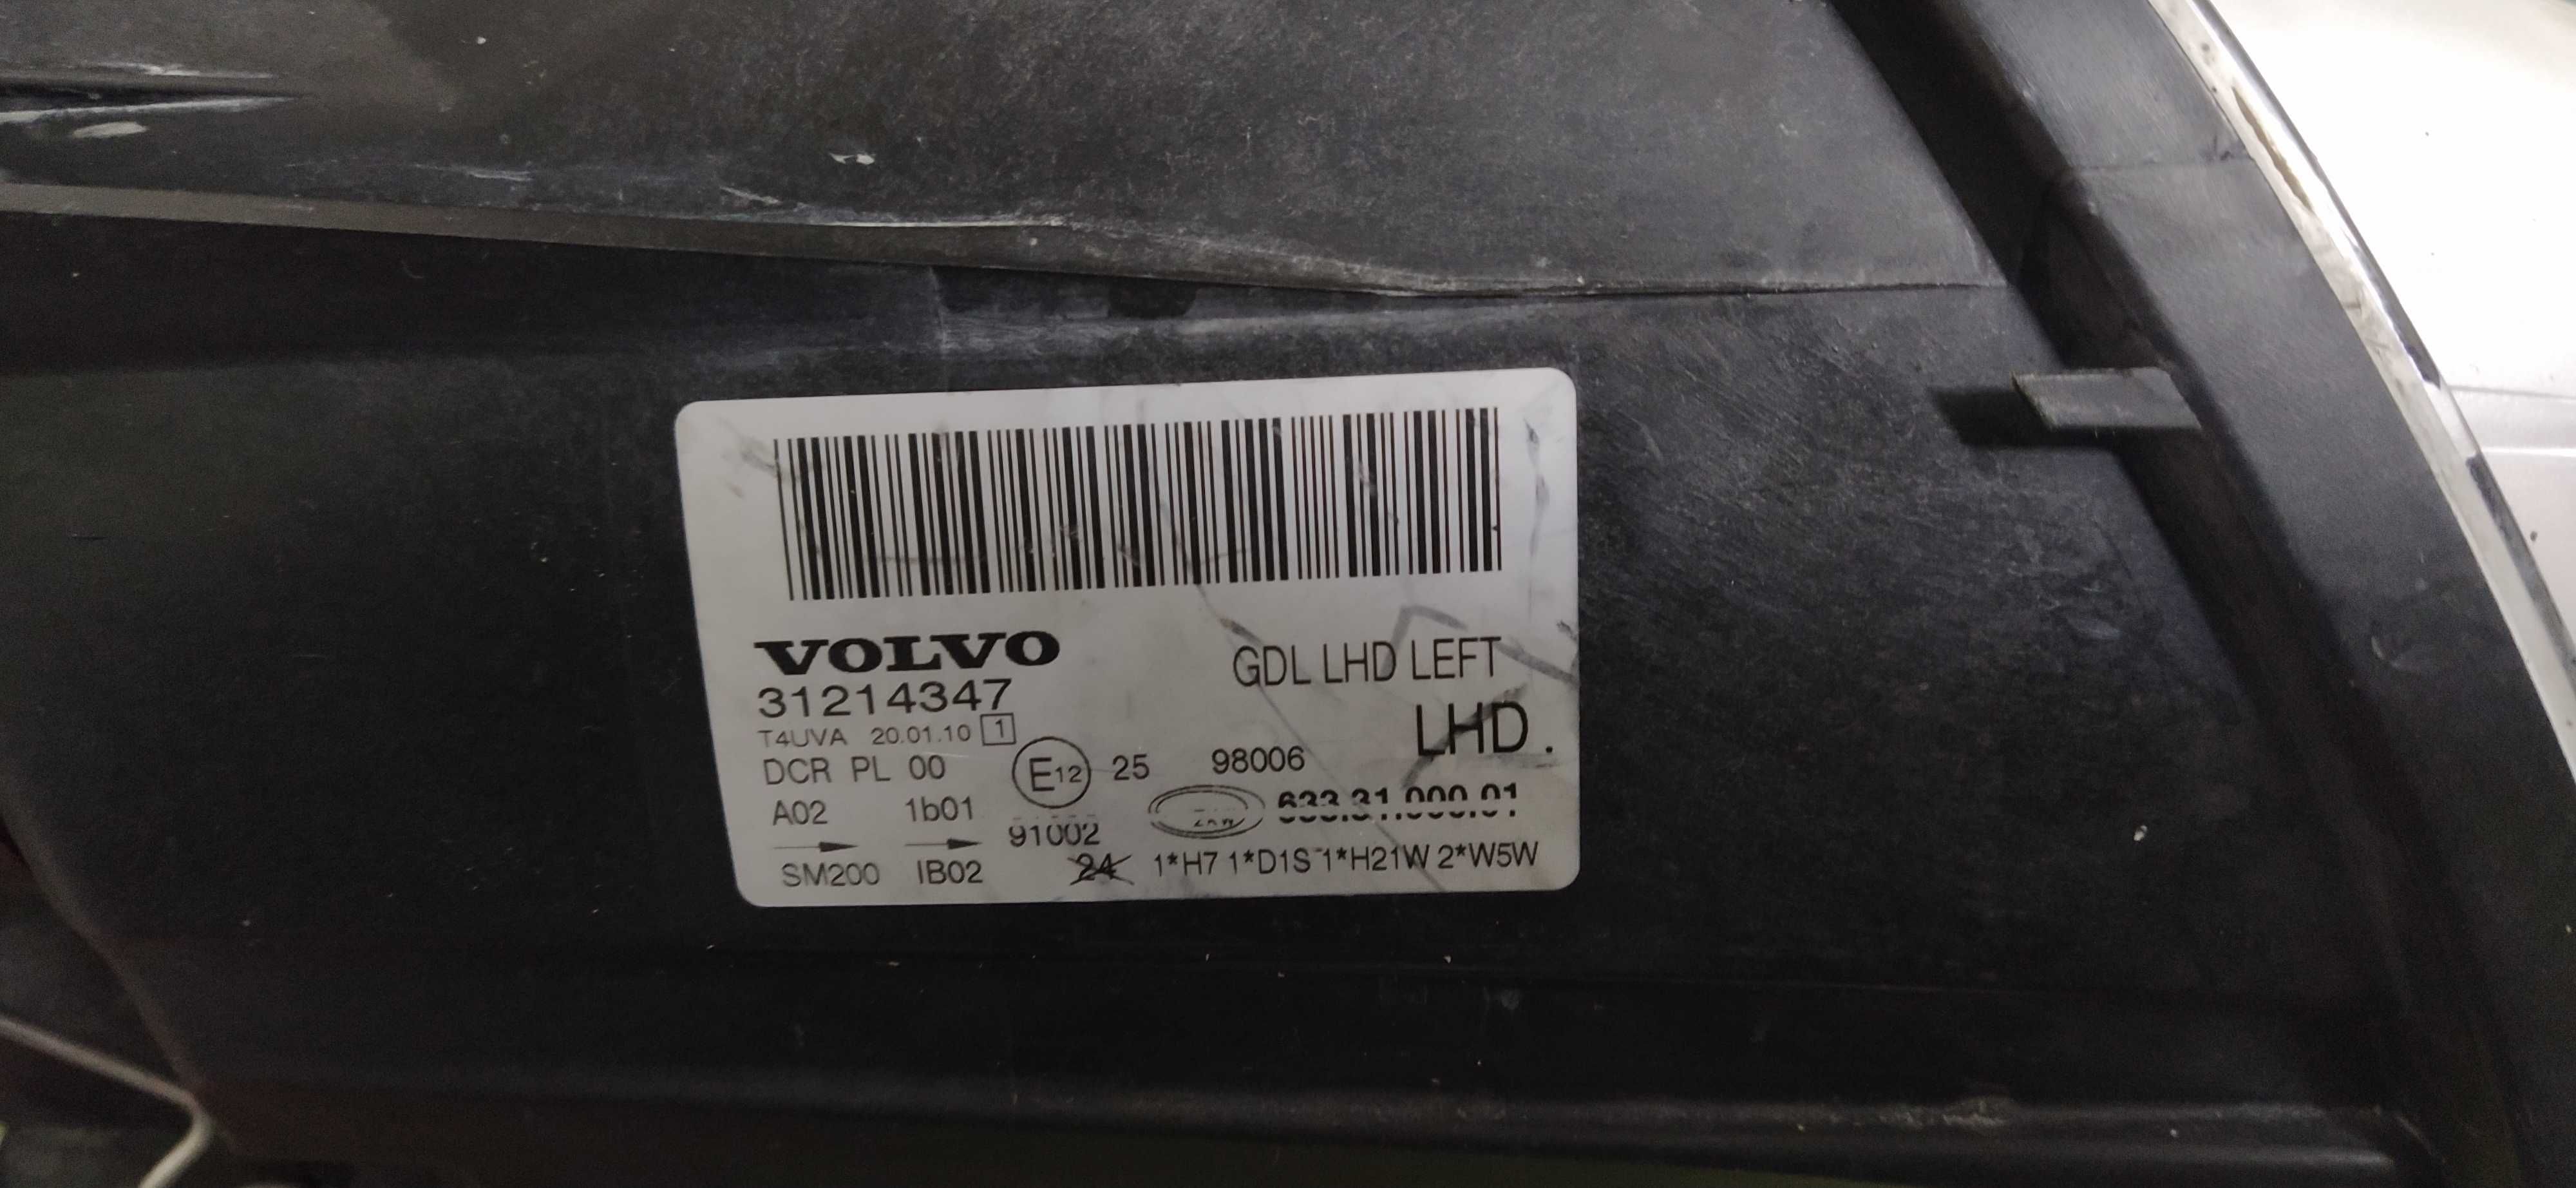 VOLVO
GDL LHD LEFT
31214347
LHD.
T4UVA 20.01.10 1
DCR PL 00
E12 25 98006
A02 1b01
ZKW 633.31.000.01
91002
SM200 IB02
24 1*H7 1*D1S 1*H21W 2*W5W